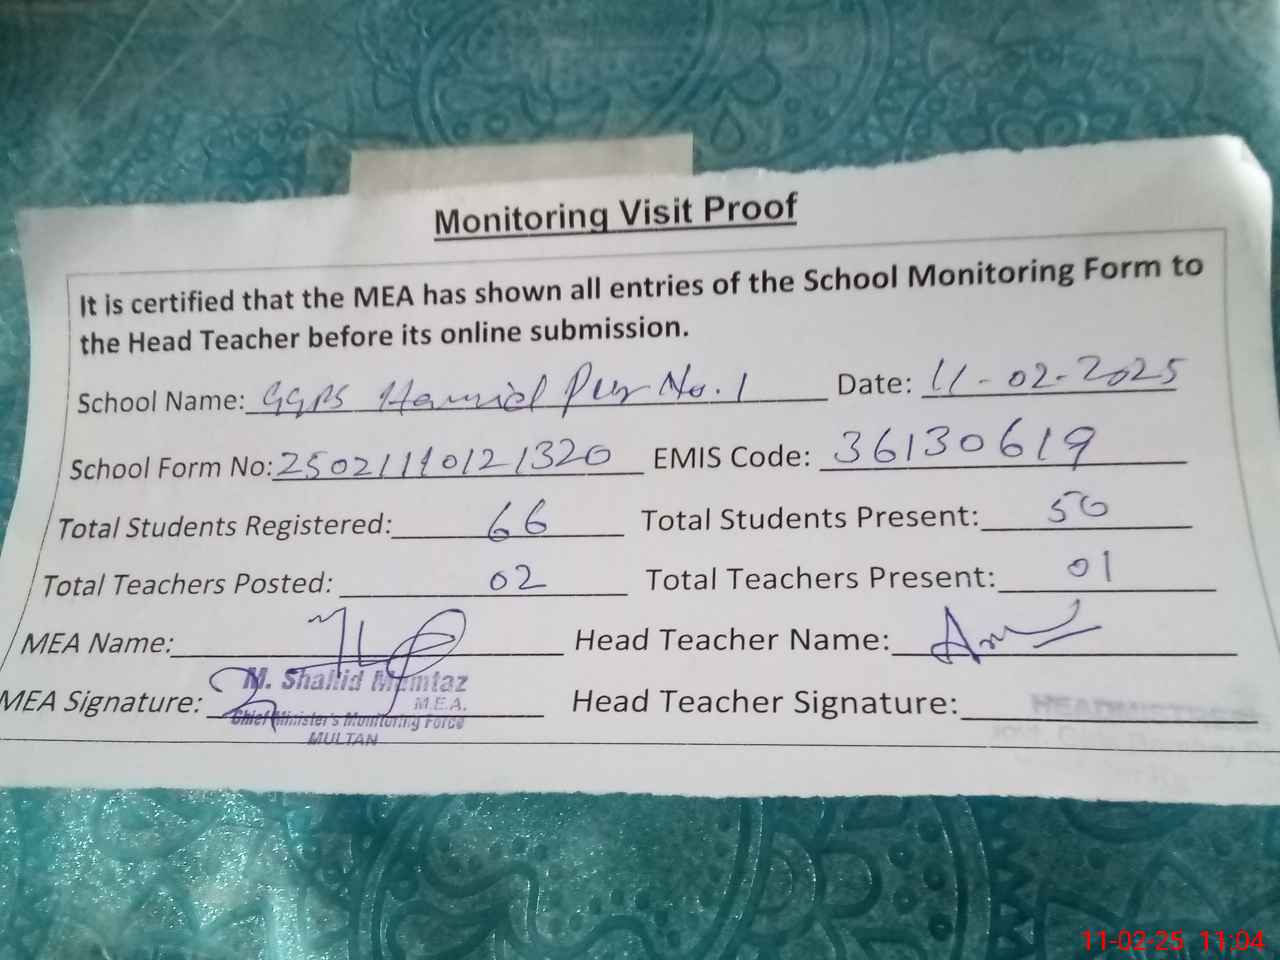 Monitoring Visit Proof
It is certified that the MEA has shown all entries of the School Monitoring Form to
the Head Teacher before its online submission.
School Name: GGPS Hamid Pur No. 1 Date: 11-02-2025
School Form No: 25021110121320 EMIS Code: 36130619
Total Students Registered: 66 Total Students Present: 50
Total Teachers Posted: 02 Total Teachers Present: 01
MEA Name: Head Teacher Name:
M. Shahid Mumtaz
MEA Signature: M.E.A. Head Teacher Signature: HEADMISTRESS
Chief Minister's Monitoring Force
MULTAN
11-02-25 11:04